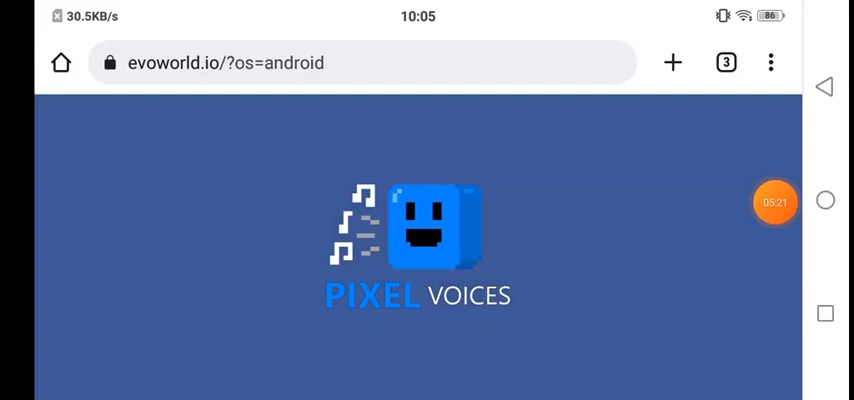 30.5KB/s 10:05 86
evoworld.io/?os=android 3
05:21
PIXEL VOICES